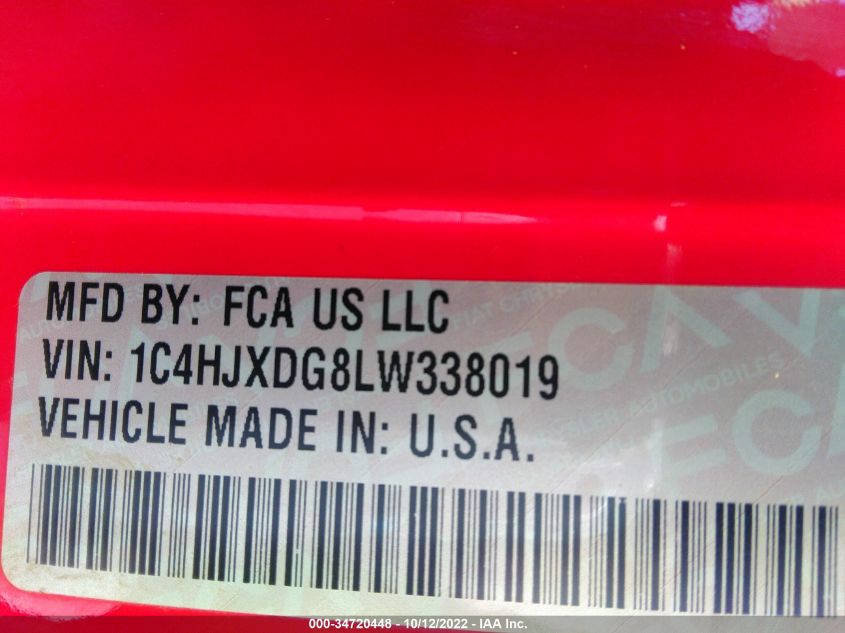 MFD BY: FCA US LLC
VIN: 1C4HJXDG8LW338019
VEHICLE MADE IN: U.S.A.
000-34720448 - 10/12/2022 - IAA Inc.